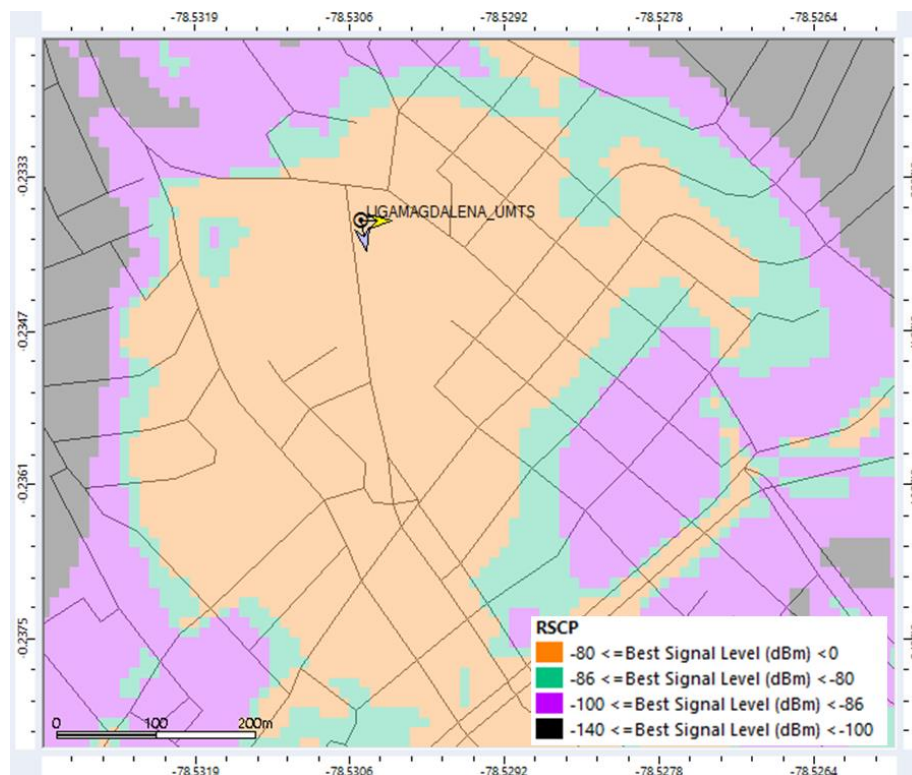 -78.5319 -78.5306 -78.5292 -78.5278 -78.5264
-0.2333
-0.2347
-0.2361
-0.2375
LIGAMAGDALENA_UMTS
RSCP
-80 <=Best Signal Level (dBm) <0
-86 <=Best Signal Level (dBm) <-80
-100 <=Best Signal Level (dBm) <-86
-140 <=Best Signal Level (dBm) <-100
0 100 200m
-78.5319 -78.5306 -78.5292 -78.5278 -78.5264